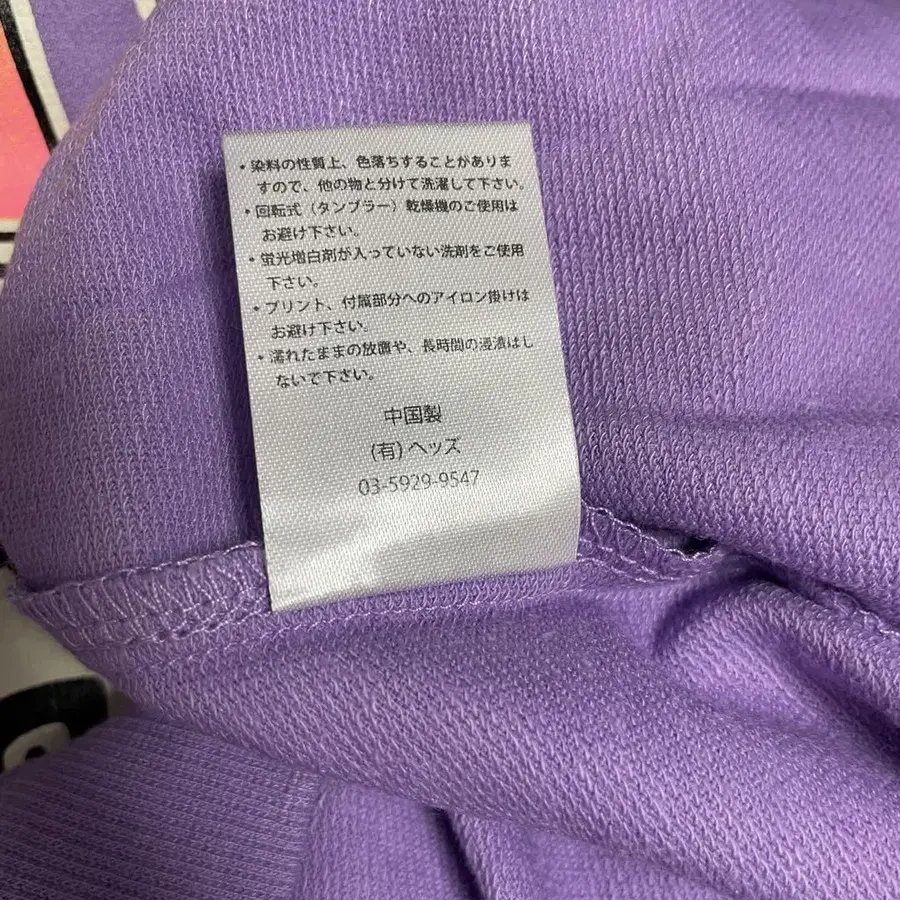 ・染料の性質上、色落ちすることがありま
すので、他の物と分けて洗濯して下さい。
・回転式（タンブラー）乾燥機のご使用は
お避け下さい。
・蛍光増白剤が入っていない洗剤をご使用
下さい。
・プリント、付属部分へのアイロン掛けは
お避け下さい。
・濡れたままの放置や、長時間の浸漬はし
ないで下さい。
中国製
(有)ヘッズ
03-5929-9547